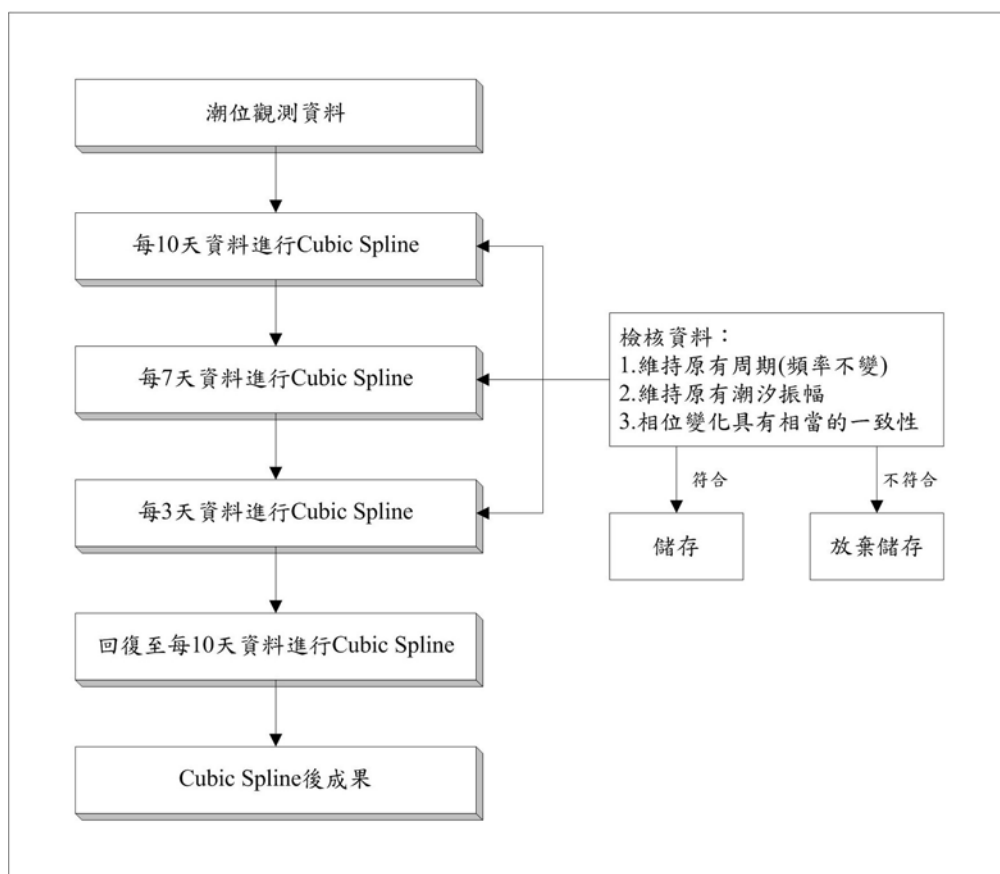 潮位觀測資料
每10天資料進行Cubic Spline
每7天資料進行Cubic Spline
每3天資料進行Cubic Spline
回復至每10天資料進行Cubic Spline
Cubic Spline後成果
檢核資料：
1.維持原有周期(頻率不變)
2.維持原有潮汐振幅
3.相位變化具有相當的一致性
符合
不符合
儲存
放棄儲存